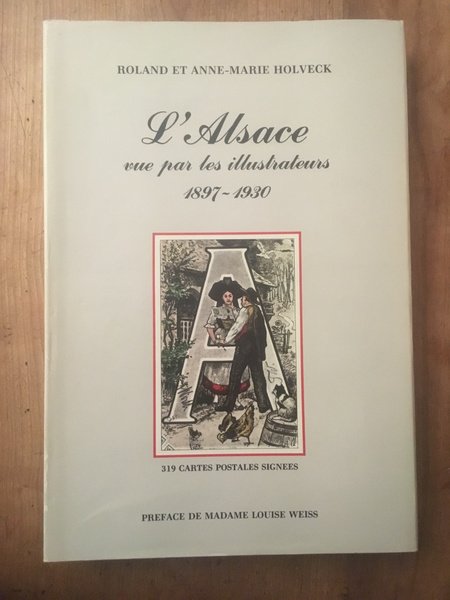 ROLAND ET ANNE-MARIE HOLVECK
L'Alsace
vue par les illustrateurs
1897~1930
A
319 CARTES POSTALES SIGNEES
PREFACE DE MADAME LOUISE WEISS